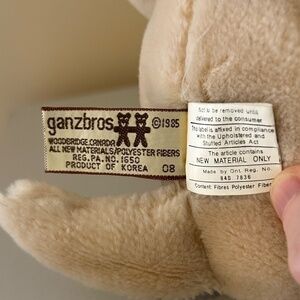 ganzbros ©1985
WOODBRIDGE, CANADA
ALL NEW MATERIALS/POLYESTER FIBERS
REG. PA. NO. 1650
PRODUCT OF KOREA 08
Not to be removed until
delivered to the consumer
This label is affixed in compliance
with the Upholstered and
Stuffed Articles Act
The article contains
NEW MATERIAL ONLY
Made by Ont. Reg. No.
7836
Content: Fibres Polyester Fiber